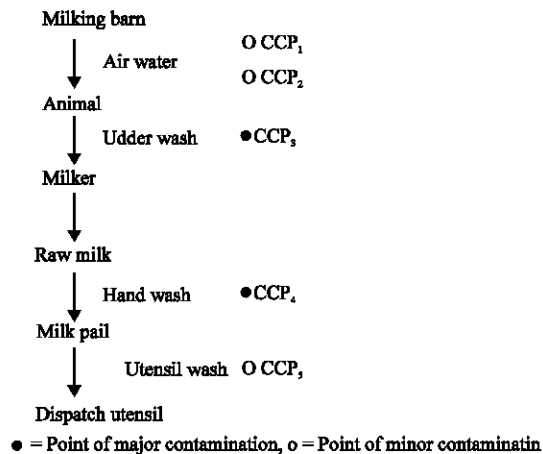 Milking barn
Air water O CCP₁
O CCP₂
Animal
Udder wash ●CCP₃
Milker
Raw milk
Hand wash ●CCP₄
Milk pail
Utensil wash O CCP₅
Dispatch utensil
● = Point of major contamination, o = Point of minor contaminatin